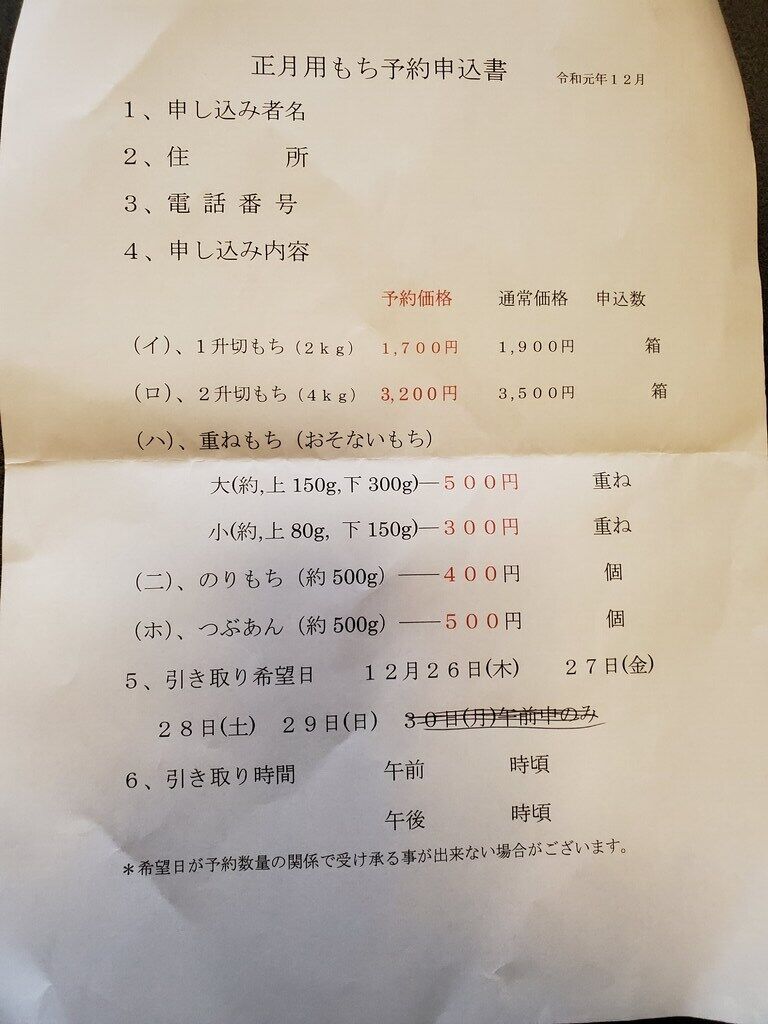 正月用もち予約申込書 令和元年１２月
１、申し込み者名
２、住　　　　所
３、電 話 番 号
４、申し込み内容
予約価格 通常価格 申込数
(イ)、１升切もち（２ｋｇ） １,７００円 １,９００円 箱
(ロ)、２升切もち（４ｋｇ） ３,２００円 ３,５００円 箱
(ハ)、重ねもち（おそないもち）
大(約,上 150g,下 300g)―５００円 重ね
小(約,上 80g, 下 150g)―３００円 重ね
(二)、のりもち（約 500g）――４００円 個
(ホ)、つぶあん（約 500g）――５００円 個
５、引き取り希望日 １２月２６日(木) ２７日(金)
２８日(土) ２９日(日) ３０日(月)午前中のみ
６、引き取り時間 午前 時頃
午後 時頃
＊希望日が予約数量の関係で受け承る事が出来ない場合がございます。